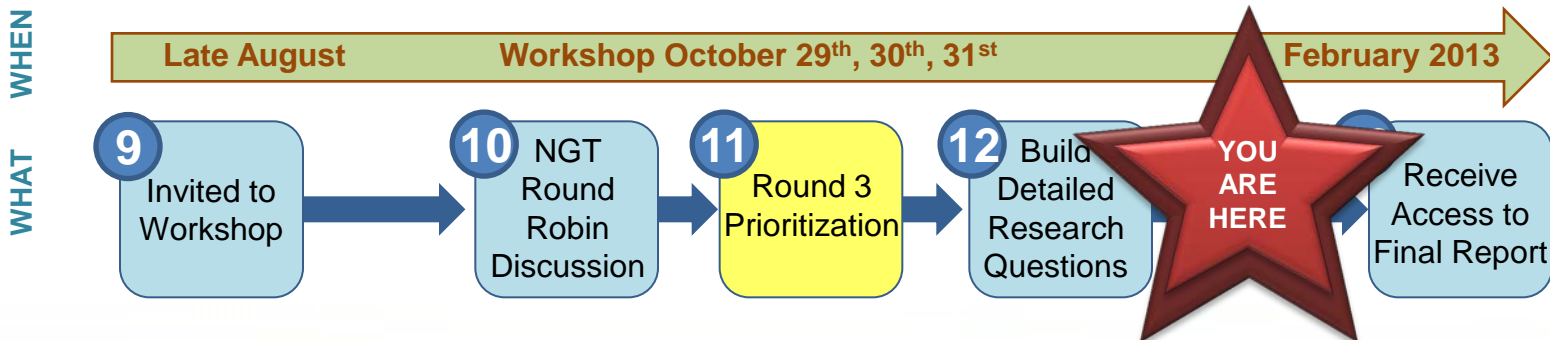 WHEN
Late August
Workshop October 29th, 30th, 31st
February 2013
WHAT
9
Invited to
Workshop
10
NGT
Round
Robin
Discussion
11
Round 3
Prioritization
12
Build
Detailed
Research
Questions
YOU
ARE
HERE
Receive
Access to
Final Report